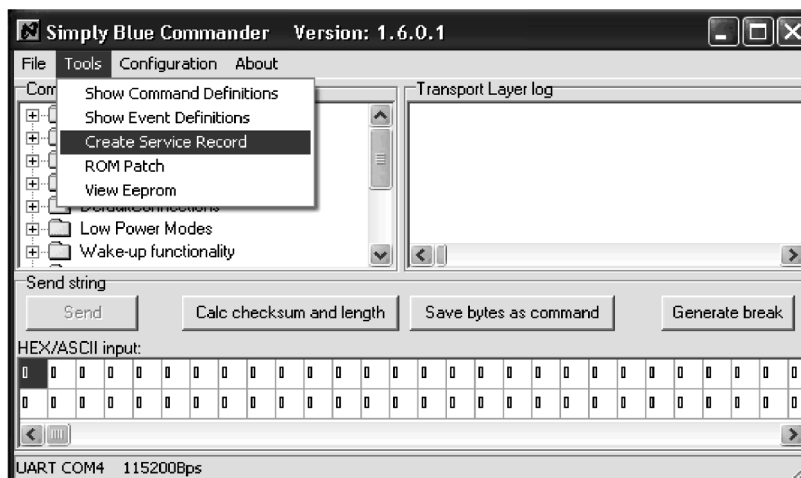 Simply Blue Commander Version: 1.6.0.1
File Tools Configuration About
Show Command Definitions
Show Event Definitions
Create Service Record
ROM Patch
View Eeprom
Transport Layer log
Low Power Modes
Wake-up functionality
Send string
Send
Calc checksum and length
Save bytes as command
Generate break
HEX/ASCII input:
UART COM4 115200Bps